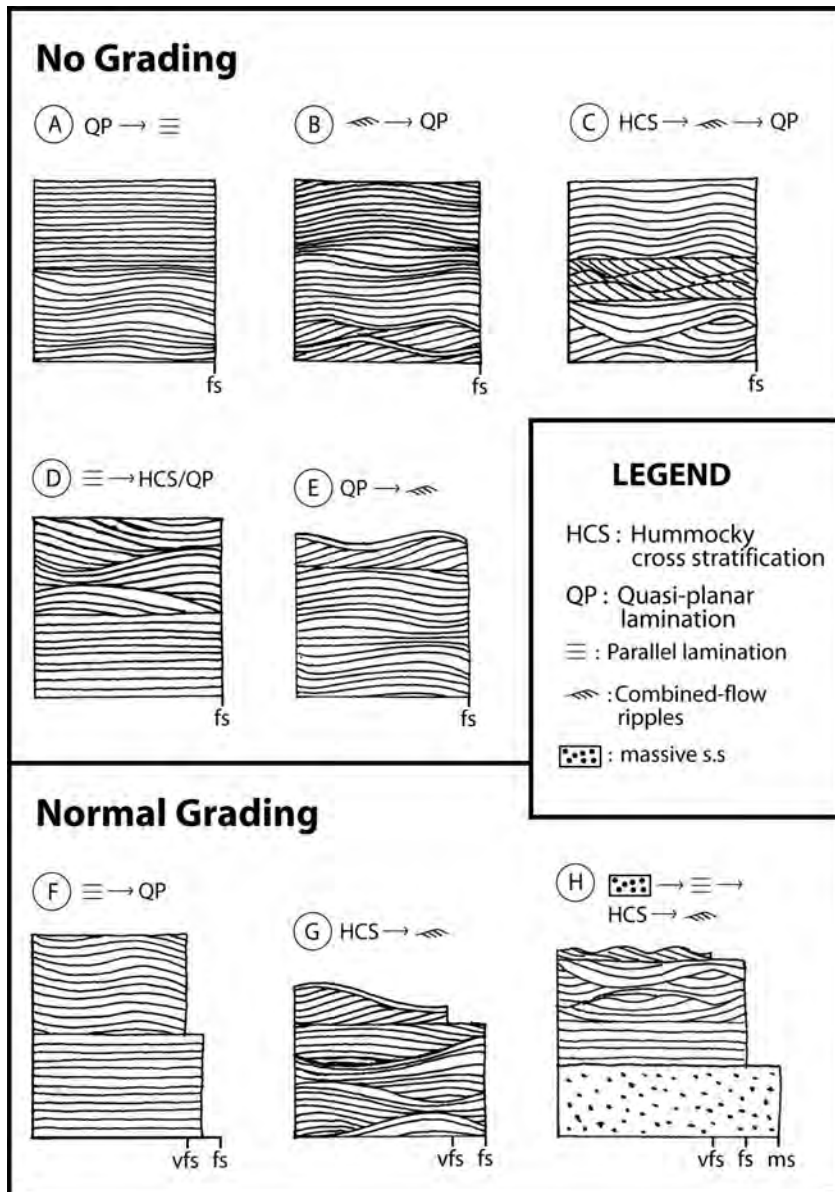 No Grading
A QP → ≡
B → QP
C HCS → → QP
fs
fs
fs
D ≡ → HCS/QP
E QP →
fs
fs
LEGEND
HCS : Hummocky
cross stratification
QP : Quasi-planar
lamination
≡ : Parallel lamination
: Combined-flow
ripples
: massive s.s
Normal Grading
F ≡ → QP
G HCS →
H → ≡ →
HCS →
vfs fs
vfs fs
vfs fs ms